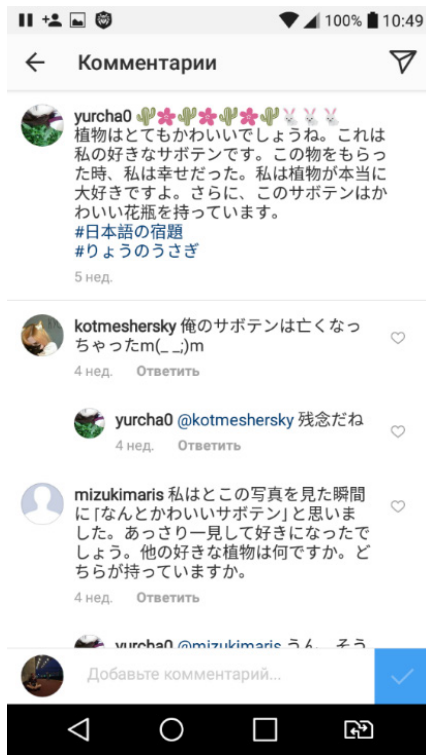 100% 10:49
Комментарии
yurcha0 🌵🌸🌵🌸🌵🌸🌵🐇🐇🐇
植物はとてもかわいいでしょうね。これは
私の好きなサボテンです。この物をもらっ
た時、私は幸せだった。私は植物が本当に
大好きですよ。さらに、このサボテンはか
わいい花瓶を持っています。
#日本語の宿題
#りょうのうさぎ
5 нед.
kotmeshersky 俺のサボテンは亡くなっ
ちゃったm(_ _;)m
4 нед. Ответить
yurcha0 @kotmeshersky 残念だね
4 нед. Ответить
mizukimaris 私はとこの写真を見た瞬間
に「なんとかわいいサボテン」と思いま
した。あっさり一見して好きになったで
しょう。他の好きな植物は何ですか。ど
ちらが持っていますか。
4 нед. Ответить
yurcha0 @mizukimaris うん、そう
Добавьте комментарий...